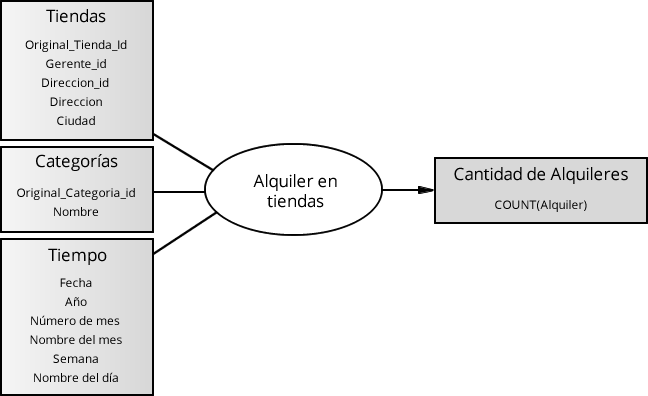 Tiendas
Original_Tienda_Id
Gerente_id
Direccion_id
Direccion
Ciudad
Categorías
Original_Categoria_id
Nombre
Tiempo
Fecha
Año
Número de mes
Nombre del mes
Semana
Nombre del día
Alquiler en
tiendas
Cantidad de Alquileres
COUNT(Alquiler)